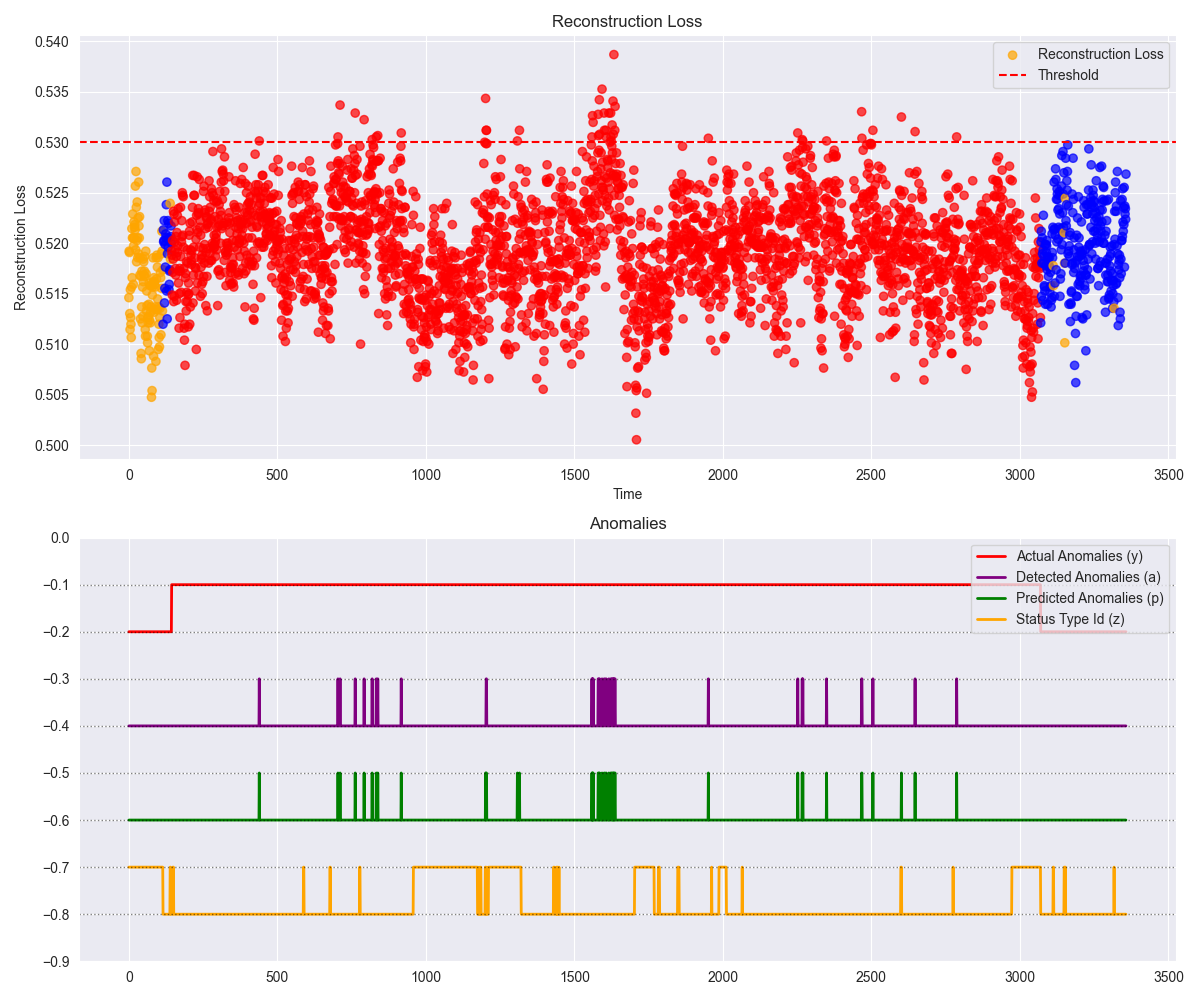 Reconstruction Loss
0.540
0.535
0.530
0.525
0.520
0.515
0.510
0.505
0.500
Reconstruction Loss
Reconstruction Loss
Threshold
0 500 1000 1500 2000 2500 3000 3500
Time
Anomalies
0.0
−0.1
−0.2
−0.3
−0.4
−0.5
−0.6
−0.7
−0.8
−0.9
Actual Anomalies (y)
Detected Anomalies (a)
Predicted Anomalies (p)
Status Type Id (z)
0 500 1000 1500 2000 2500 3000 3500